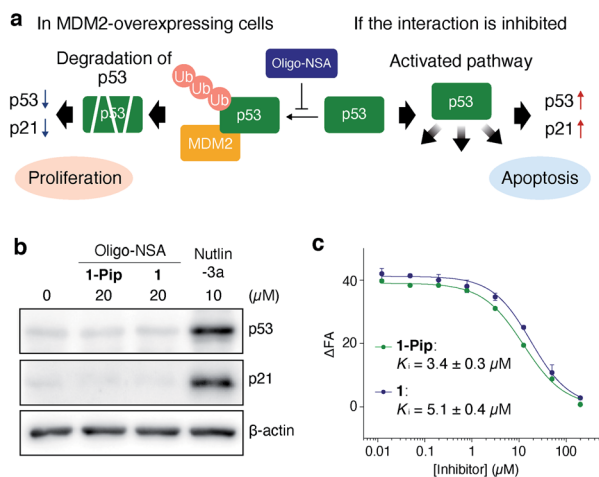 a
In MDM2-overexpressing cells
If the interaction is inhibited
Degradation of
p53
Oligo-NSA
Activated pathway
Ub
Ub
Ub
p53↓
p21↓
p53
p53
MDM2
p53
p53
p53↑
p21↑
Proliferation
Apoptosis
b
Oligo-NSA
Nutlin
-3a
1-Pip
1
0
20
20
10
(μM)
p53
p21
β-actin
c
ΔFA
40
20
0
1-Pip:
Ki = 3.4 ± 0.3 μM
1:
Ki = 5.1 ± 0.4 μM
0.01 0.1 1 10 100
[Inhibitor] (μM)